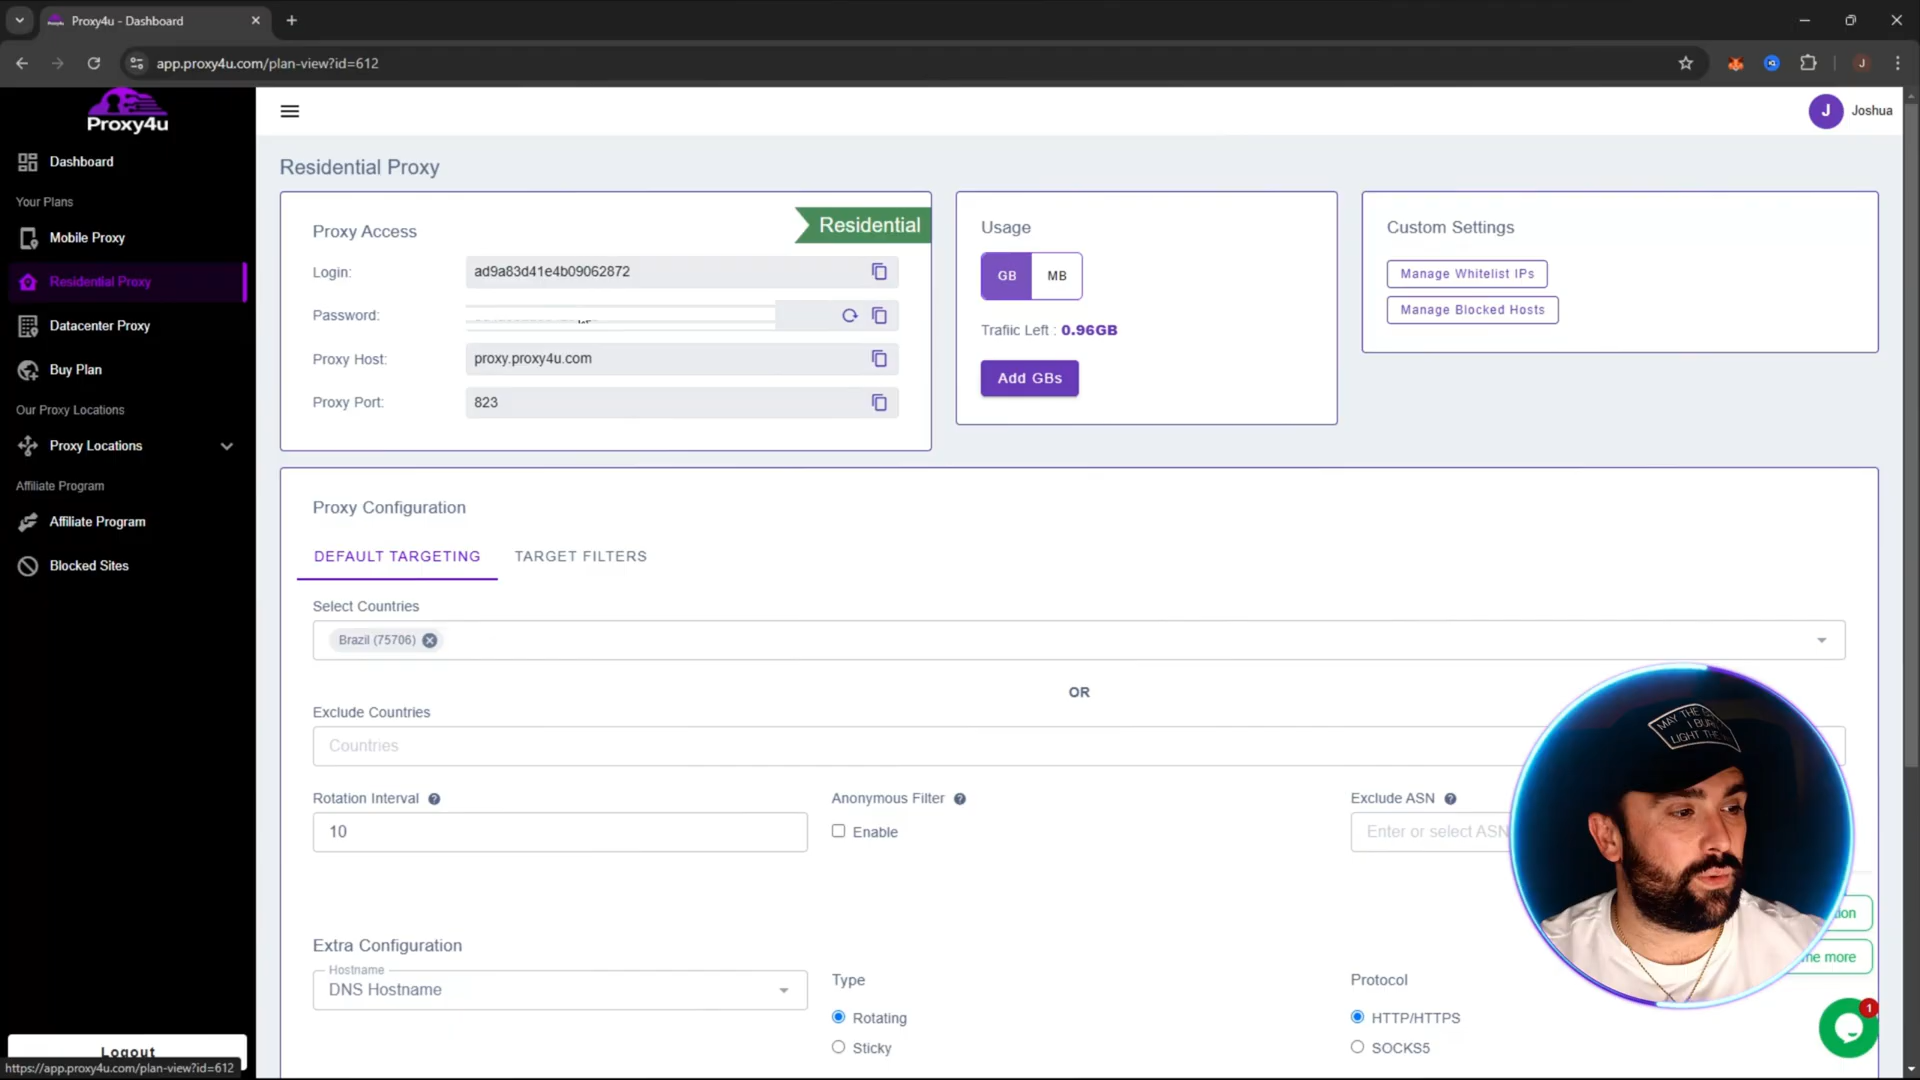 Proxy4u - Dashboard
app.proxy4u.com/plan-view?id=612
J
Proxy4u
J Joshua
Dashboard
Your Plans
Mobile Proxy
Residential Proxy
Datacenter Proxy
Buy Plan
Our Proxy Locations
Proxy Locations
Affiliate Program
Affiliate Program
Blocked Sites
Logout
https://app.proxy4u.com/plan-view?id=612
Residential Proxy
Residential
Proxy Access
Login: ad9a83d41e4b09062872
Password:
Proxy Host: proxy.proxy4u.com
Proxy Port: 823
Usage
GB MB
Trafiic Left : 0.96GB
Add GBs
Custom Settings
Manage Whitelist IPs
Manage Blocked Hosts
Proxy Configuration
DEFAULT TARGETING TARGET FILTERS
Select Countries
Brazil (75706)
OR
Exclude Countries
Countries
Rotation Interval
10
Anonymous Filter
Enable
Exclude ASN
Enter or select ASN
MAY THE
LIGHT THE
Extra Configuration
Hostname
DNS Hostname
Type
Rotating
Sticky
Protocol
HTTP/HTTPS
SOCKS5
more
1